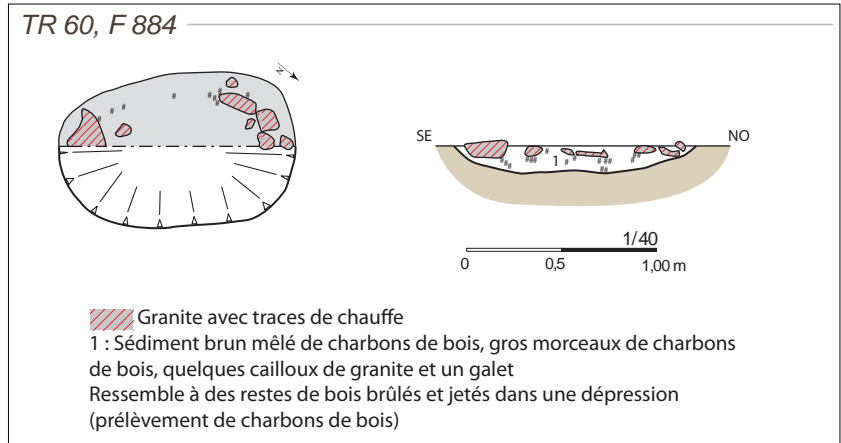 TR 60, F 884
N
SE
NO
1
1/40
0
0,5
1,00 m
Granite avec traces de chauffe
1 : Sédiment brun mêlé de charbons de bois, gros morceaux de charbons
de bois, quelques cailloux de granite et un galet
Ressemble à des restes de bois brûlés et jetés dans une dépression
(prélèvement de charbons de bois)